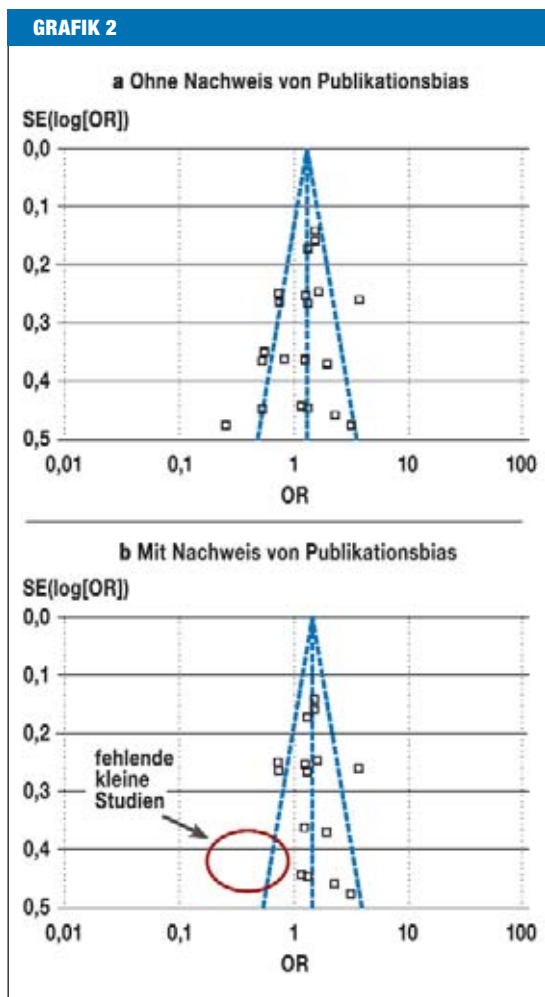 GRAFIK 2
a Ohne Nachweis von Publikationsbias
SE(log[OR])
0,0
0,1
0,2
0,3
0,4
0,5
0,01 0,1 1 10 100
OR
b Mit Nachweis von Publikationsbias
SE(log[OR])
0,0
0,1
0,2
fehlende
kleine
Studien
0,3
0,4
0,5
0,01 0,1 1 10 100
OR